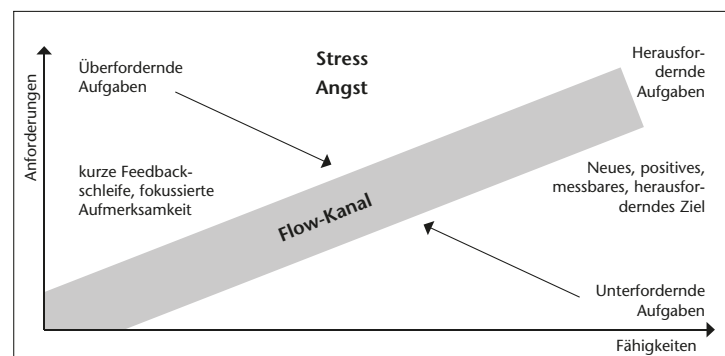 Anforderungen
Überfordernde
Aufgaben
Stress
Angst
Herausfor-
dernde
Aufgaben
kurze Feedback-
schleife, fokussierte
Aufmerksamkeit
Flow-Kanal
Neues, positives,
messbares, herausfor-
derndes Ziel
Unterfordernde
Aufgaben
Fähigkeiten